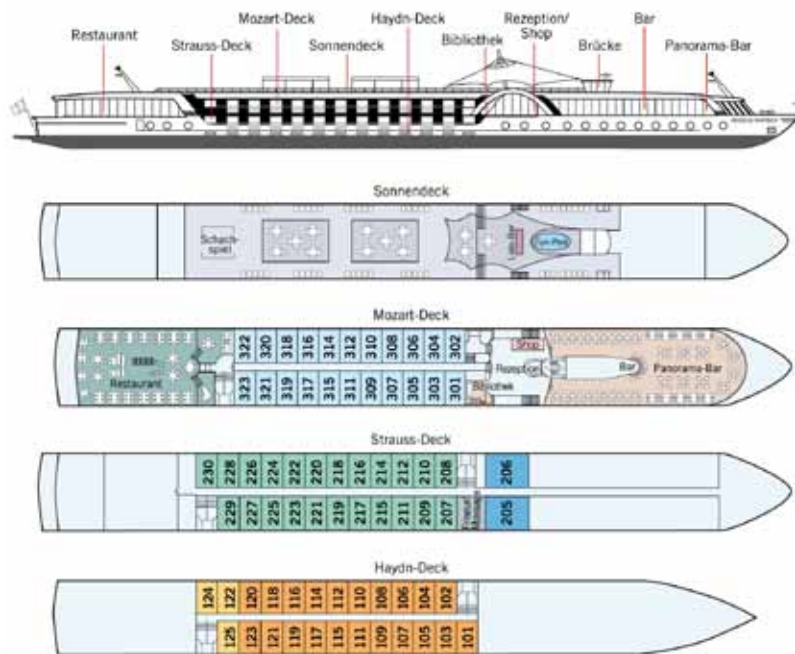 Restaurant
Strauss-Deck
Mozart-Deck
Sonnendeck
Haydn-Deck
Bibliothek
Rezeption/
Shop
Brücke
Bar
Panorama-Bar
Sonnendeck
Schach-
spiel
Mozart-Deck
322 320 318 316 314 312 310 308 306 304 302
Shop
Restaurant
Rezeption
Bar
Panorama-Bar
323 321 319 317 315 311 309 307 305 303 301
Bibliothek
Strauss-Deck
230 228 226 224 222 220 218 216 214 212 210 208 206
229 227 225 223 221 219 217 215 211 209 207 205
Haydn-Deck
124 122 120 118 116 114 112 110 108 106 104 102
125 123 121 119 117 115 111 109 107 105 103 101